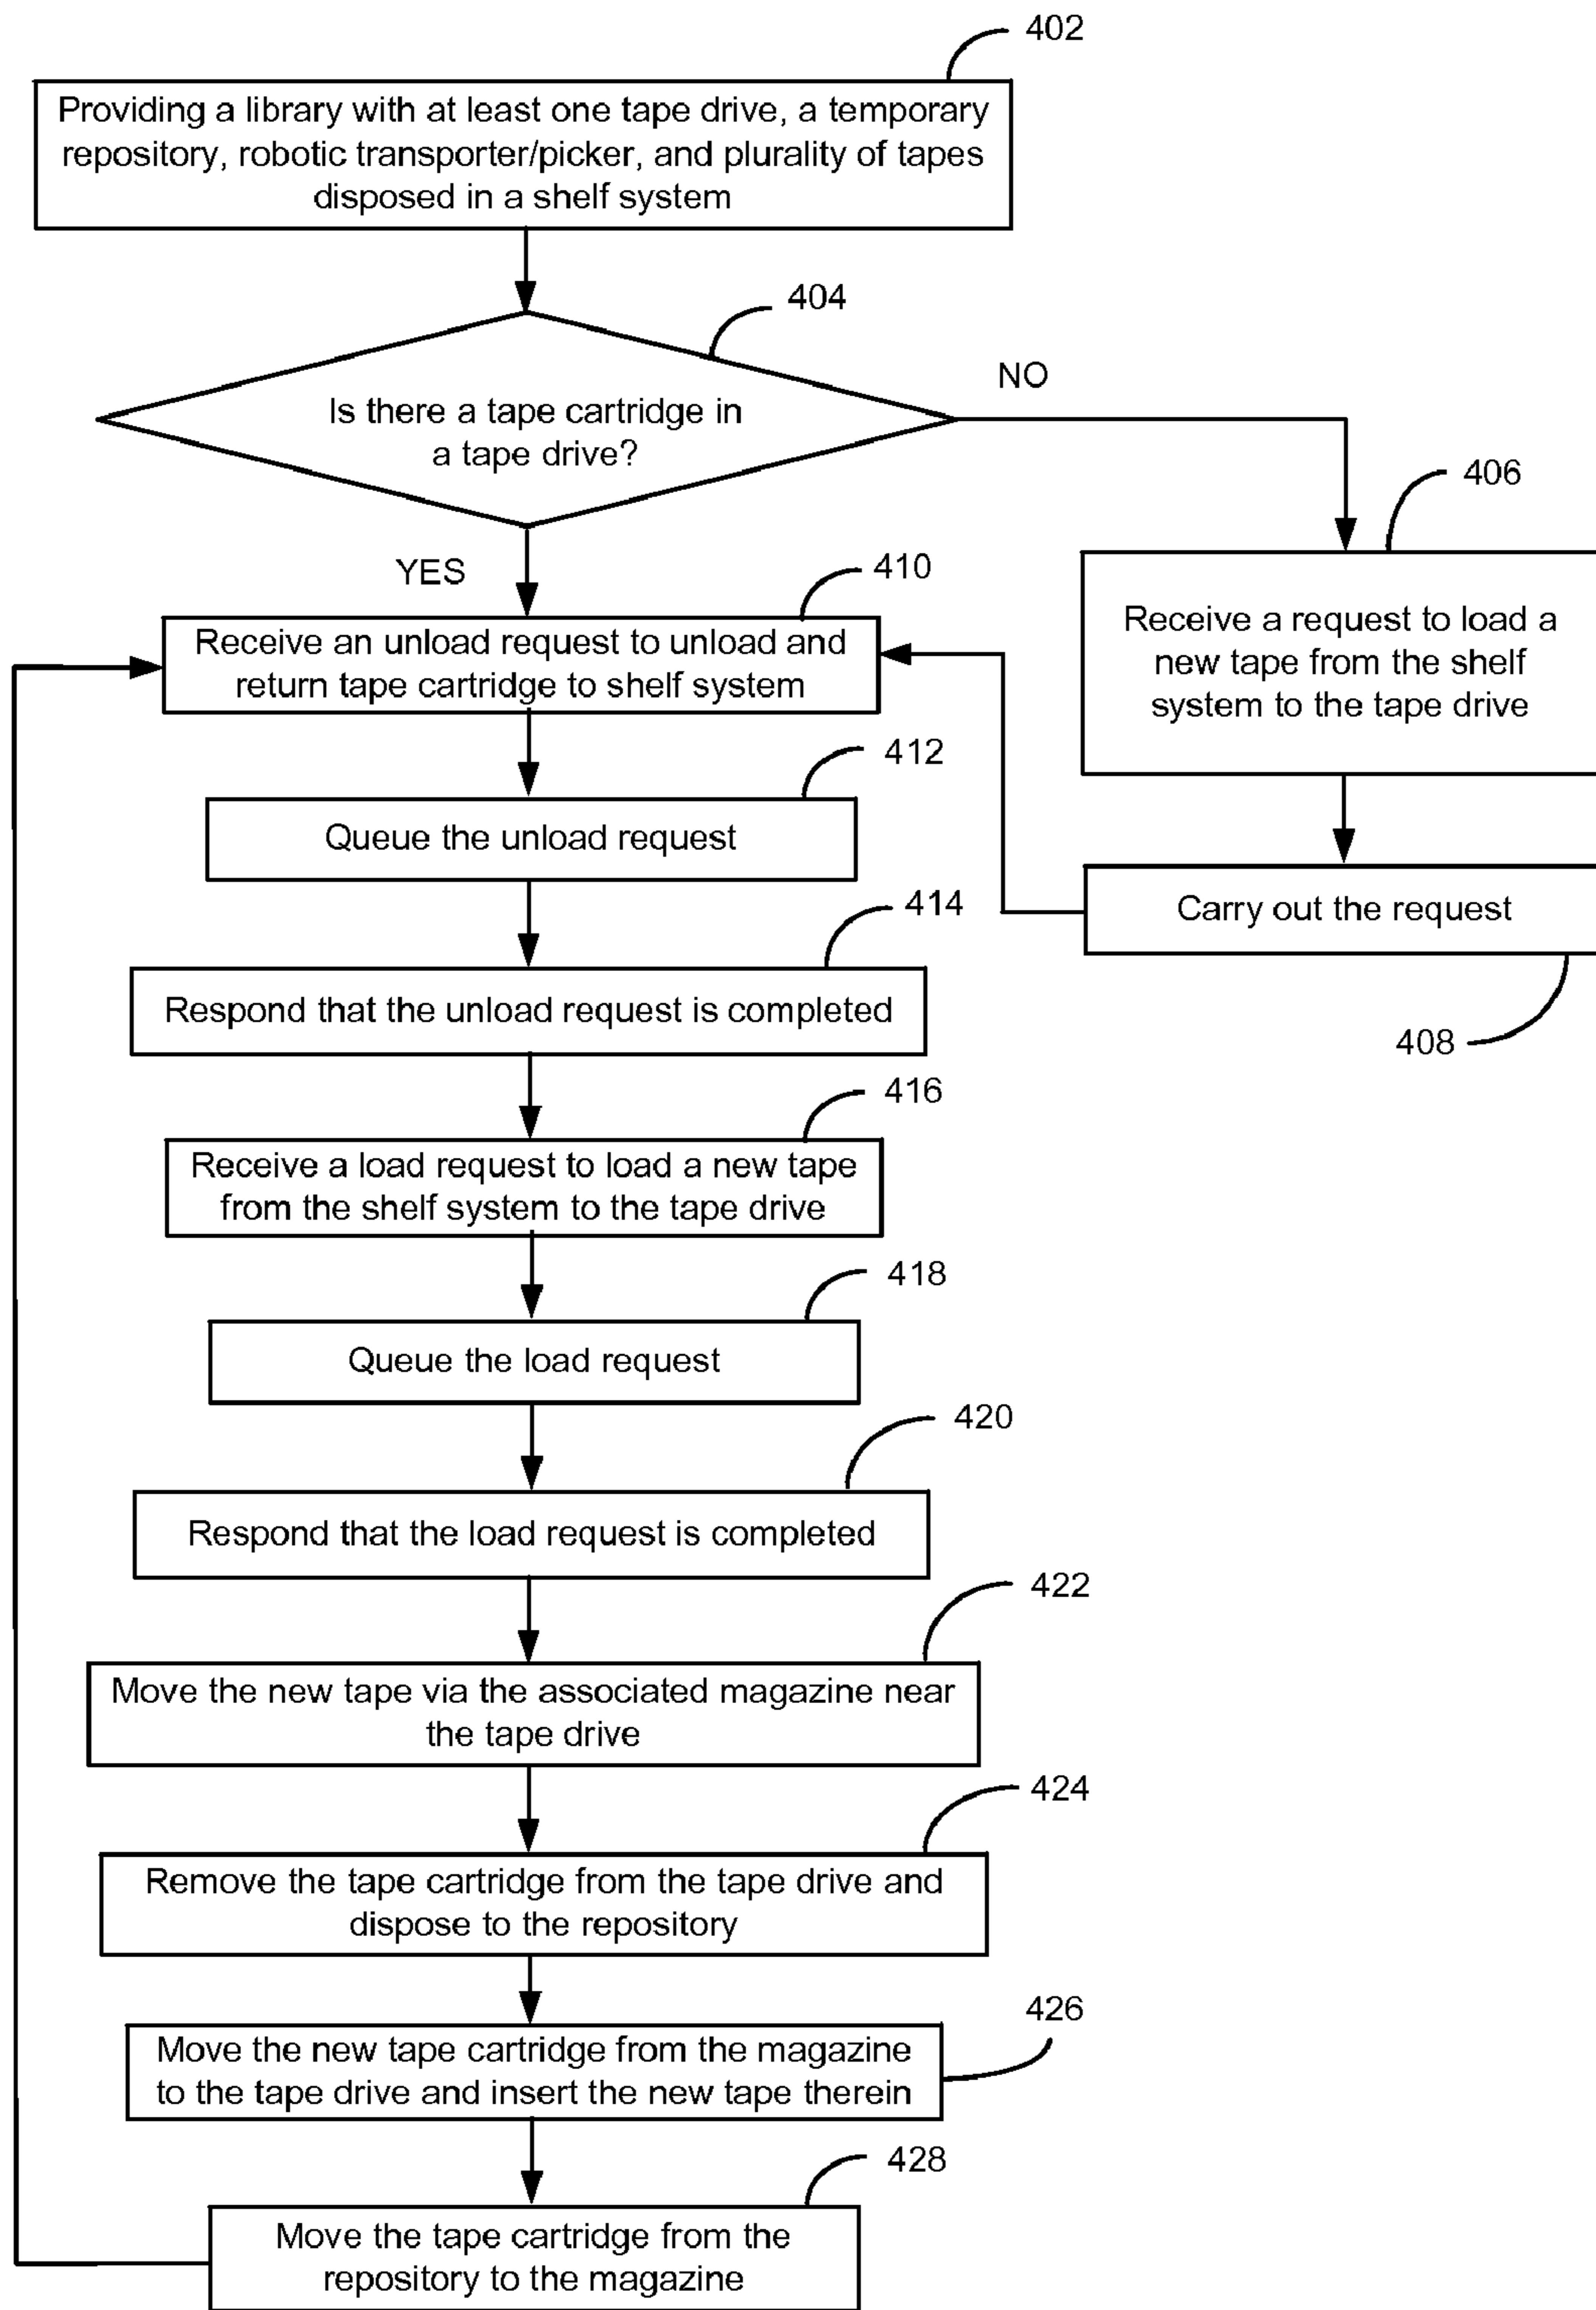 402
Providing a library with at least one tape drive, a temporary
repository, robotic transporter/picker, and plurality of tapes
disposed in a shelf system
404
Is there a tape cartridge in
a tape drive?
NO
406
Receive a request to load a
new tape from the shelf
system to the tape drive
Carry out the request
408
YES
410
Receive an unload request to unload and
return tape cartridge to shelf system
412
Queue the unload request
414
Respond that the unload request is completed
416
Receive a load request to load a new tape
from the shelf system to the tape drive
418
Queue the load request
420
Respond that the load request is completed
422
Move the new tape via the associated magazine near
the tape drive
424
Remove the tape cartridge from the tape drive and
dispose to the repository
426
Move the new tape cartridge from the magazine
to the tape drive and insert the new tape therein
428
Move the tape cartridge from the
repository to the magazine